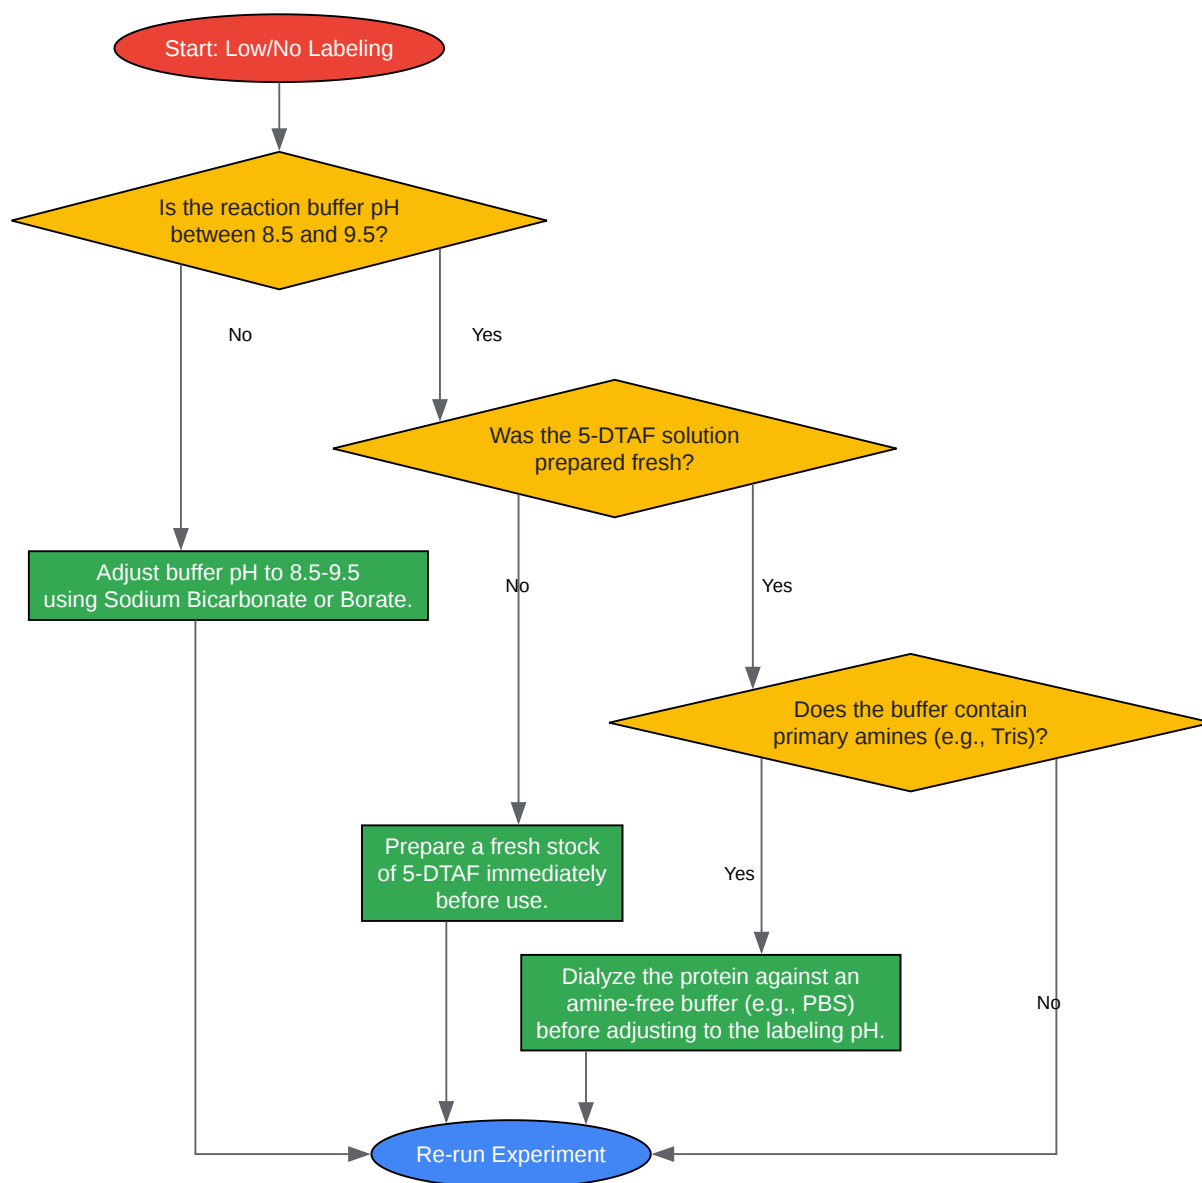 Start: Low/No Labeling
Is the reaction buffer pH
between 8.5 and 9.5?
No
Yes
Was the 5-DTAF solution
prepared fresh?
Adjust buffer pH to 8.5-9.5
using Sodium Bicarbonate or Borate.
No
Yes
Does the buffer contain
primary amines (e.g., Tris)?
Prepare a fresh stock
of 5-DTAF immediately
before use.
Yes
No
Dialyze the protein against an
amine-free buffer (e.g., PBS)
before adjusting to the labeling pH.
Re-run Experiment